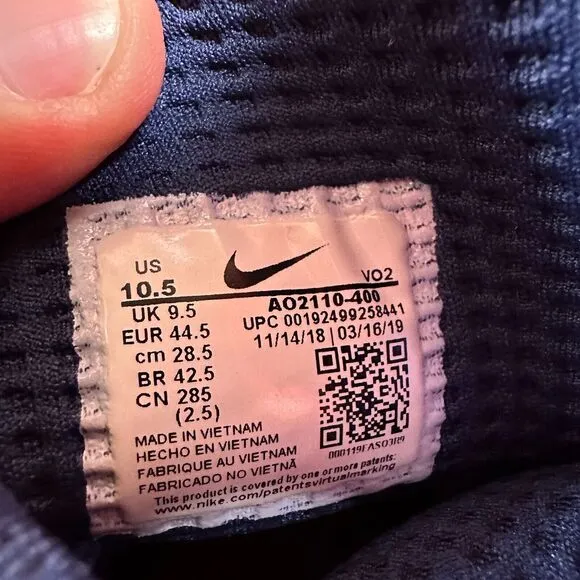 US
10.5 VO2
UK 9.5 AO2110-400
EUR 44.5 UPC 00192499258441
cm 28.5 11/14/18 | 03/16/19
BR 42.5
CN 285
(2.5)
MADE IN VIETNAM
HECHO EN VIETNAM
FABRIQUE AU VIETNAM
FABRICADO NO VIETNÃ
This product is covered by one or more patents:
www.nike.com/patentsvirtualmarking